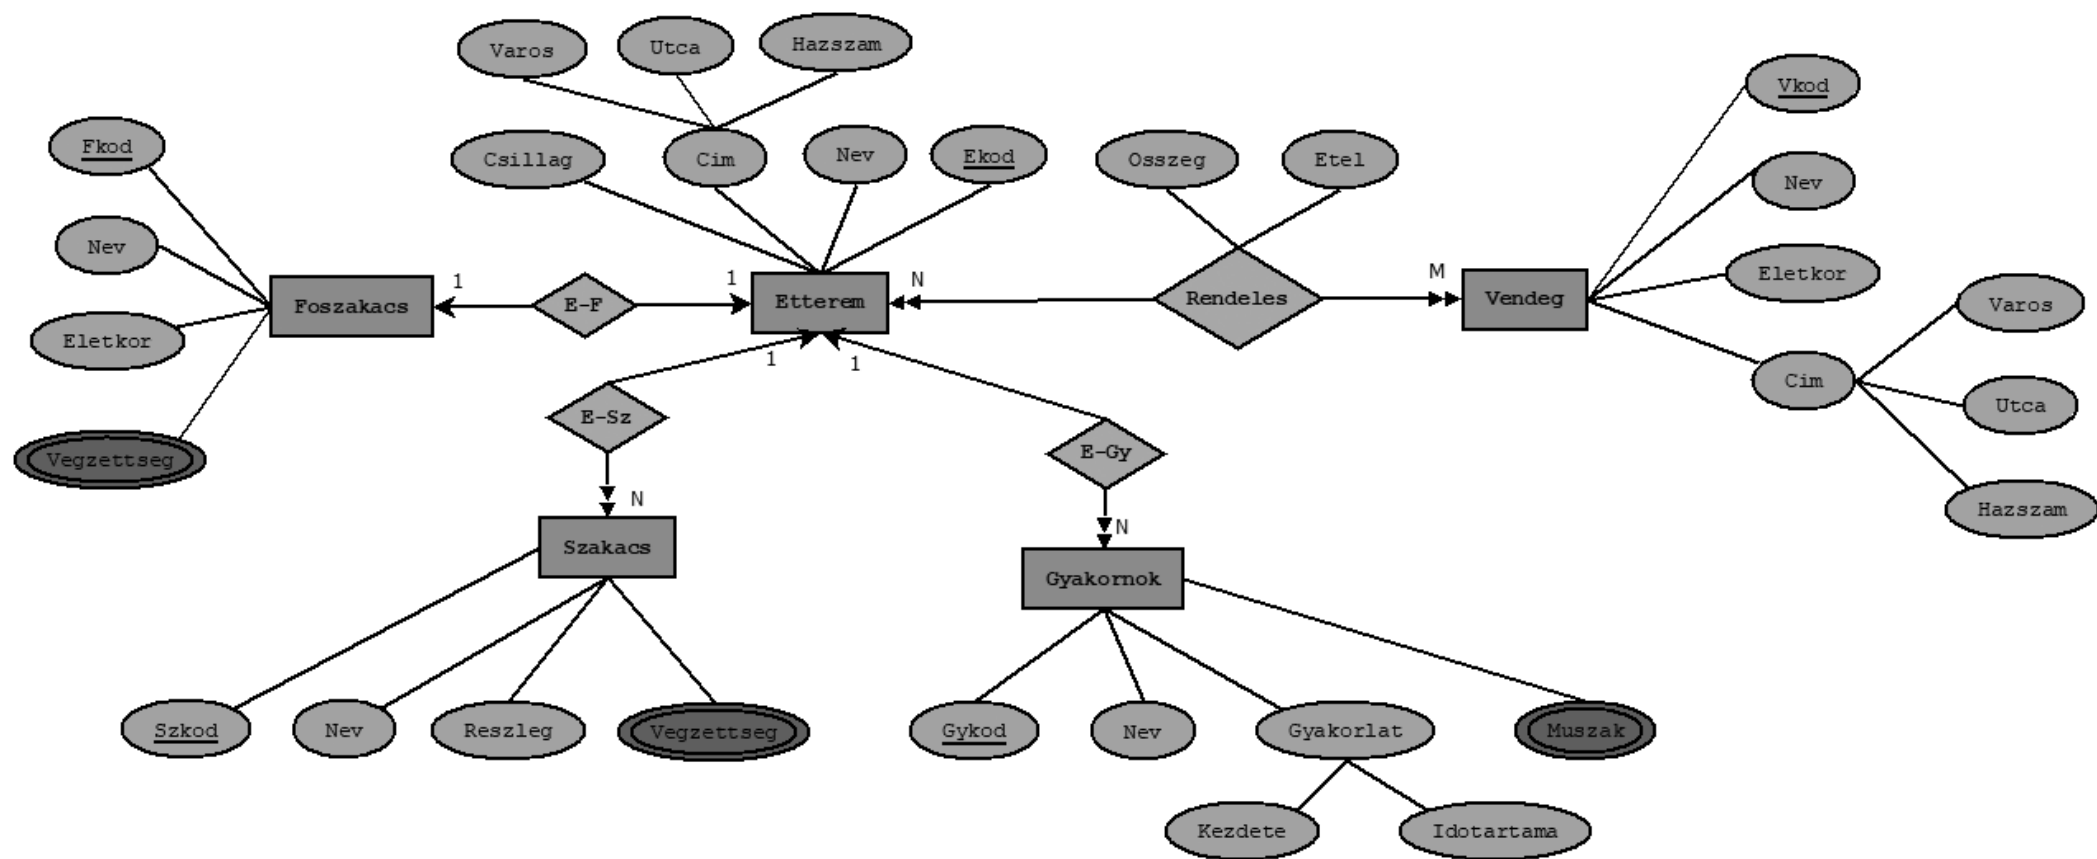 Varos
Utca
Hazszam
Vkod
Fkod
Csillag
Cim
Nev
Ekod
Osszeg
Etel
Nev
Nev
Eletkor
1
1
N
M
Foszakacs
E-F
Etterem
Rendeles
Vendeg
Varos
Eletkor
1
1
Cim
Utca
E-Sz
E-Gy
Vegzettseg
N
N
Hazszam
Szakacs
Gyakornok
Szkod
Nev
Reszleg
Vegzettseg
Gykod
Nev
Gyakorlat
Muszak
Kezdete
Idotartama